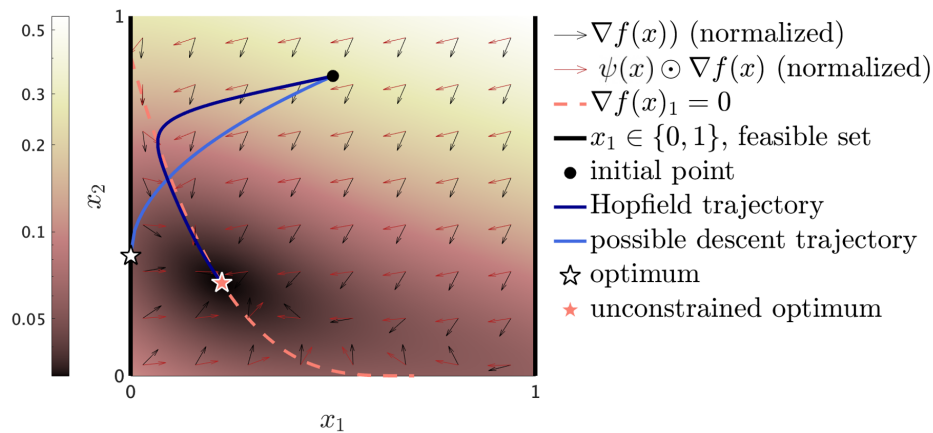 0.5
0.3
0.2
0.1
0.05
1
x₂
0
0
1
x₁
∇f(x)) (normalized)
ψ(x) ⊙ ∇f(x) (normalized)
∇f(x)₁ = 0
x₁ ∈ {0, 1}, feasible set
initial point
Hopfield trajectory
possible descent trajectory
optimum
unconstrained optimum